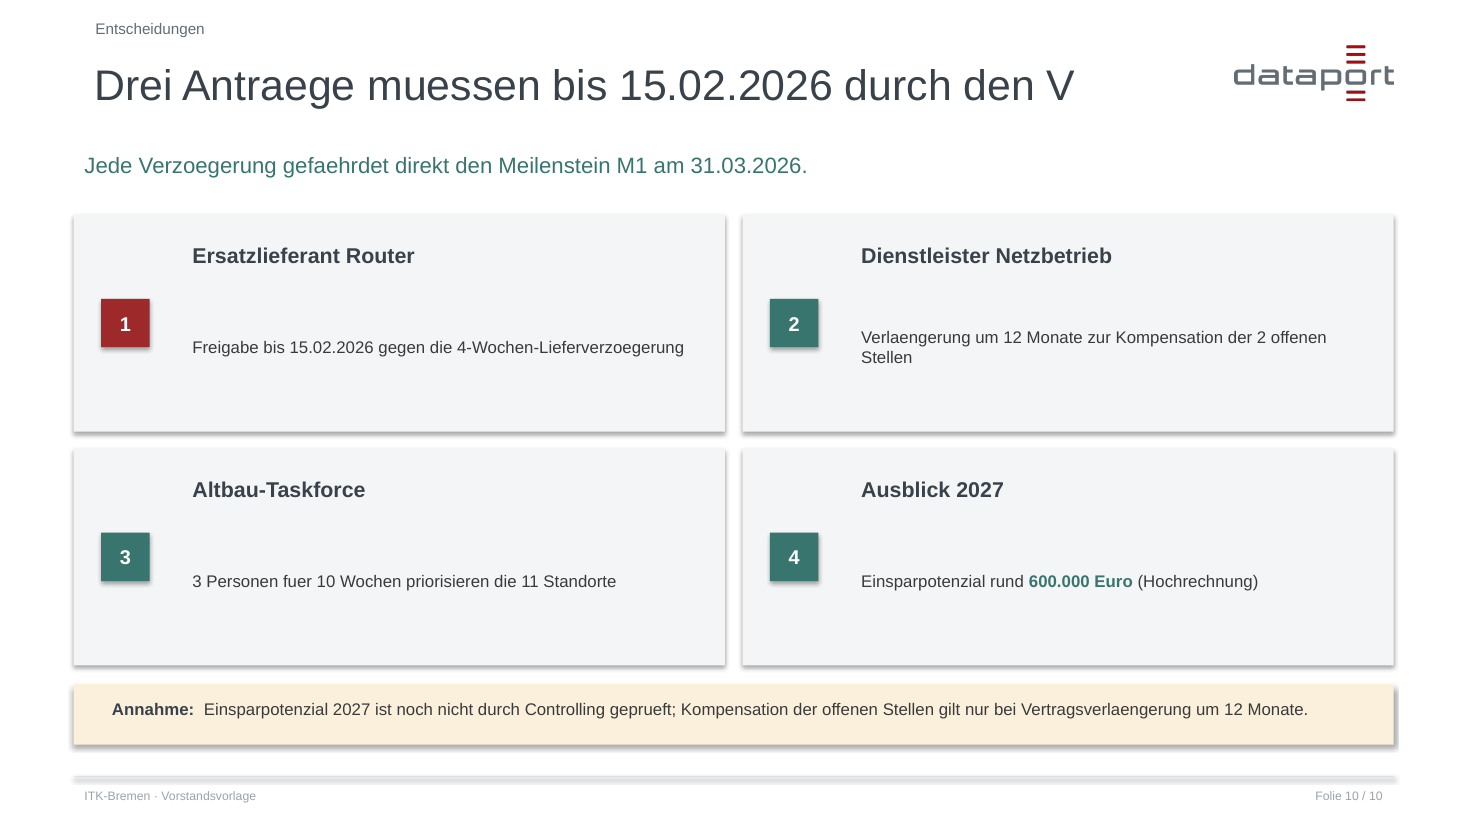 Entscheidungen
Drei Antraege muessen bis 15.02.2026 durch den V
dataport
Jede Verzoegerung gefaehrdet direkt den Meilenstein M1 am 31.03.2026.
Ersatzlieferant Router
1
Freigabe bis 15.02.2026 gegen die 4-Wochen-Lieferverzoegerung
Dienstleister Netzbetrieb
2
Verlaengerung um 12 Monate zur Kompensation der 2 offenen
Stellen
Altbau-Taskforce
3
3 Personen fuer 10 Wochen priorisieren die 11 Standorte
Ausblick 2027
4
Einsparpotenzial rund 600.000 Euro (Hochrechnung)
Annahme: Einsparpotenzial 2027 ist noch nicht durch Controlling geprueft; Kompensation der offenen Stellen gilt nur bei Vertragsverlaengerung um 12 Monate.
ITK-Bremen · Vorstandsvorlage
Folie 10 / 10